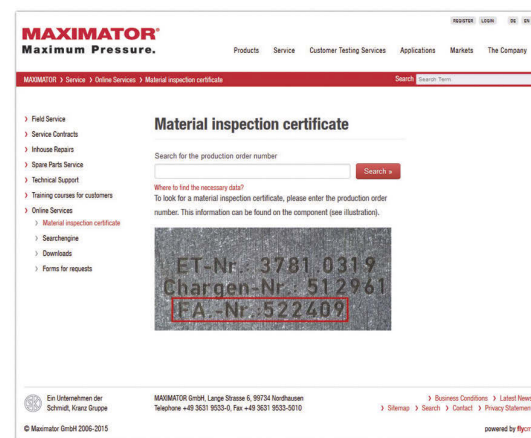 REGISTER LOGIN DE EN
MAXIMATOR®
Maximum Pressure.
Products Service Customer Testing Services Applications Markets The Company
MAXIMATOR > Service > Online Services > Material inspection certificate
Search Search Term
> Field Service
> Service Contracts
> Inhouse Repairs
> Spare Parts Service
> Technical Support
> Training courses for customers
> Online Services
> Material inspection certificate
> Searchengine
> Downloads
> Forms for requests
Material inspection certificate
Search for the production order number
Search »
Where to find the necessary data?
To look for a material inspection certificate, please enter the production order
number. This information can be found on the component (see illustration).
ET-Nr.: 3781.0319
Chargen-Nr.: 512961
FA.-Nr.:522409
Ein Unternehmen der
Schmidt, Kranz Gruppe
MAXIMATOR GmbH, Lange Strasse 6, 99734 Nordhausen
Telephone +49 3631 9533-0, Fax +49 3631 9533-5010
> Business Conditions > Latest News
> Sitemap > Search > Contact > Privacy Statement
© Maximator GmbH 2006-2015
powered by